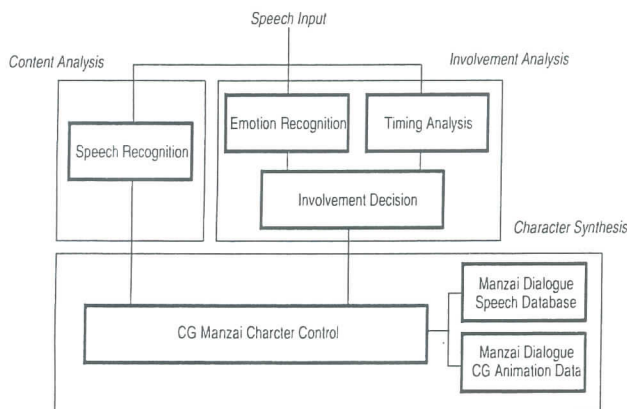 Speech Input
Content Analysis
Involvement Analysis
Speech Recognition
Emotion Recognition
Timing Analysis
Involvement Decision
Character Synthesis
CG Manzai Charcter Control
Manzai Dialogue
Speech Database
Manzai Dialogue
CG Animation Data